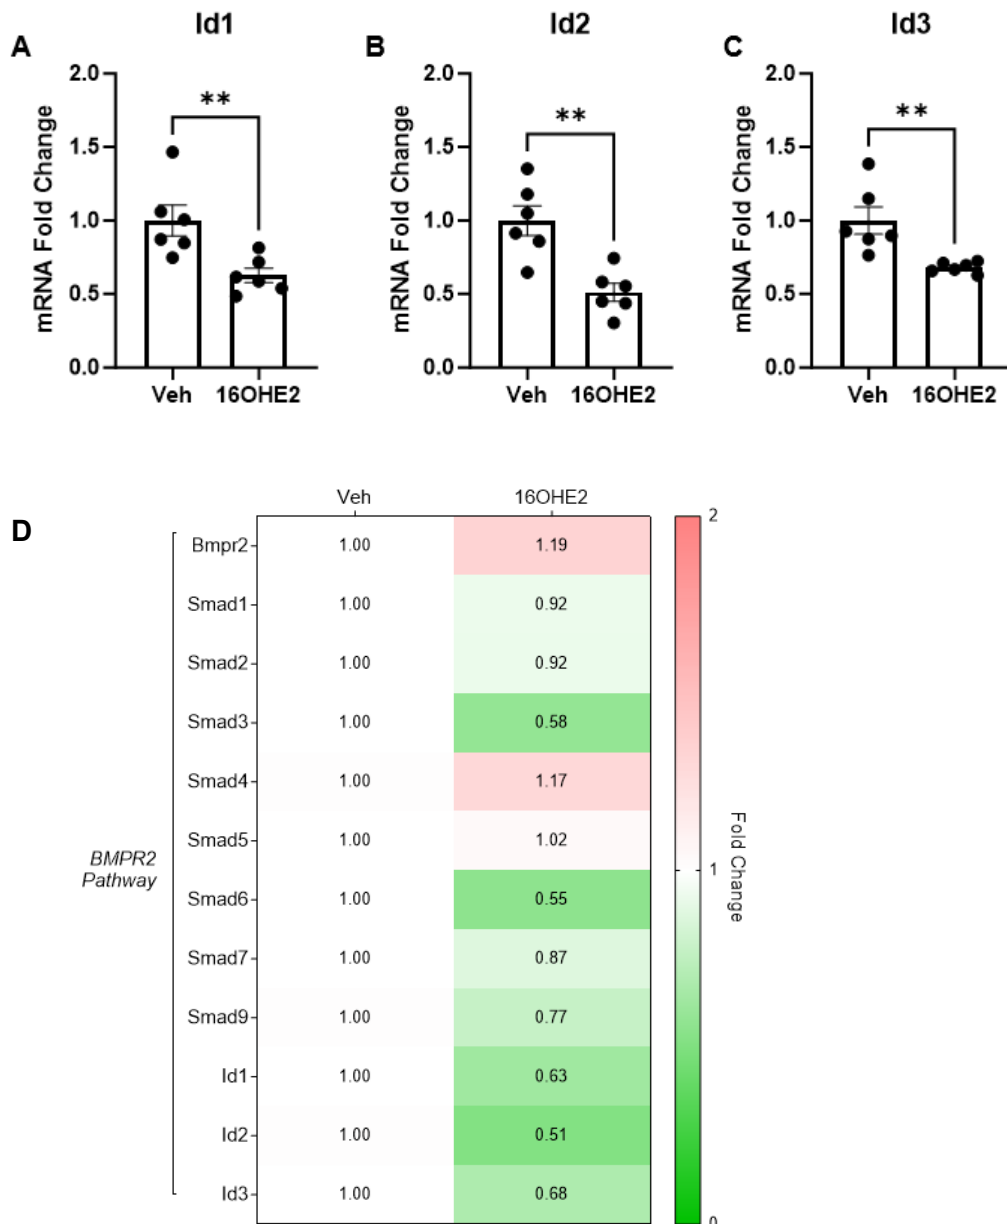 Id1
Id2
Id3
A
B
C
mRNA Fold Change
2.0
1.5
1.0
0.5
0.0
**
Veh
16OHE2
mRNA Fold Change
2.0
1.5
1.0
0.5
0.0
**
Veh
16OHE2
mRNA Fold Change
2.0
1.5
1.0
0.5
0.0
**
Veh
16OHE2
D
Veh
16OHE2
BMPR2
Pathway
Bmpr2 1.00 1.19
Smad1 1.00 0.92
Smad2 1.00 0.92
Smad3 1.00 0.58
Smad4 1.00 1.17
Smad5 1.00 1.02
Smad6 1.00 0.55
Smad7 1.00 0.87
Smad9 1.00 0.77
Id1 1.00 0.63
Id2 1.00 0.51
Id3 1.00 0.68
2
1
0
Fold Change